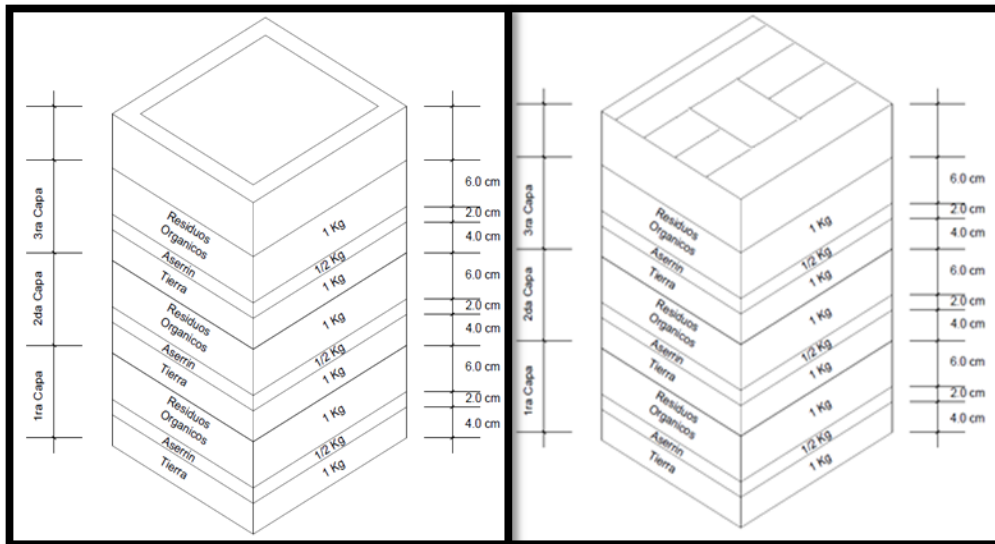 3ra Capa
2da Capa
1ra Capa
Residuos
Organicos
Aserrin
Tierra
Residuos
Organicos
Aserrin
Tierra
Residuos
Organicos
Aserrin
Tierra
1 Kg
1/2 Kg
1 Kg
1 Kg
1/2 Kg
1 Kg
1 Kg
1/2 Kg
1 Kg
6.0 cm
2.0 cm
4.0 cm
6.0 cm
2.0 cm
4.0 cm
6.0 cm
2.0 cm
4.0 cm
3ra Capa
2da Capa
1ra Capa
Residuos
Organicos
Aserrin
Tierra
Residuos
Organicos
Aserrin
Tierra
Residuos
Organicos
Aserrin
Tierra
1 Kg
1/2 Kg
1 Kg
1 Kg
1/2 Kg
1 Kg
1 Kg
1/2 Kg
1 Kg
6.0 cm
2.0 cm
4.0 cm
6.0 cm
2.0 cm
4.0 cm
6.0 cm
2.0 cm
4.0 cm